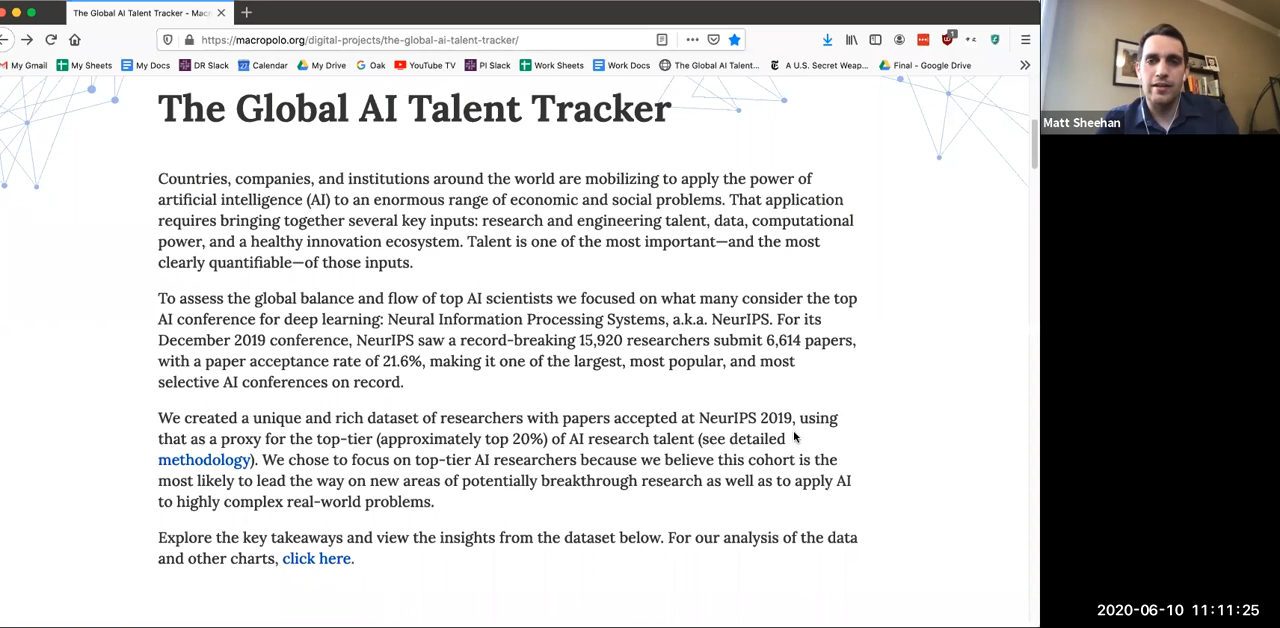 The Global AI Talent Tracker - Mac
https://macropolo.org/digital-projects/the-global-ai-talent-tracker/
My Gmail My Sheets My Docs DR Slack 27 Calendar My Drive Oak YouTube TV PI Slack Work Sheets Work Docs The Global AI Talent... A U.S. Secret Weap... Final - Google Drive
The Global AI Talent Tracker
Countries, companies, and institutions around the world are mobilizing to apply the power of
artificial intelligence (AI) to an enormous range of economic and social problems. That application
requires bringing together several key inputs: research and engineering talent, data, computational
power, and a healthy innovation ecosystem. Talent is one of the most important—and the most
clearly quantifiable—of those inputs.
To assess the global balance and flow of top AI scientists we focused on what many consider the top
AI conference for deep learning: Neural Information Processing Systems, a.k.a. NeurIPS. For its
December 2019 conference, NeurIPS saw a record-breaking 15,920 researchers submit 6,614 papers,
with a paper acceptance rate of 21.6%, making it one of the largest, most popular, and most
selective AI conferences on record.
We created a unique and rich dataset of researchers with papers accepted at NeurIPS 2019, using
that as a proxy for the top-tier (approximately top 20%) of AI research talent (see detailed
methodology). We chose to focus on top-tier AI researchers because we believe this cohort is the
most likely to lead the way on new areas of potentially breakthrough research as well as to apply AI
to highly complex real-world problems.
Explore the key takeaways and view the insights from the dataset below. For our analysis of the data
and other charts, click here.
Matt Sheehan
2020-06-10 11:11:25